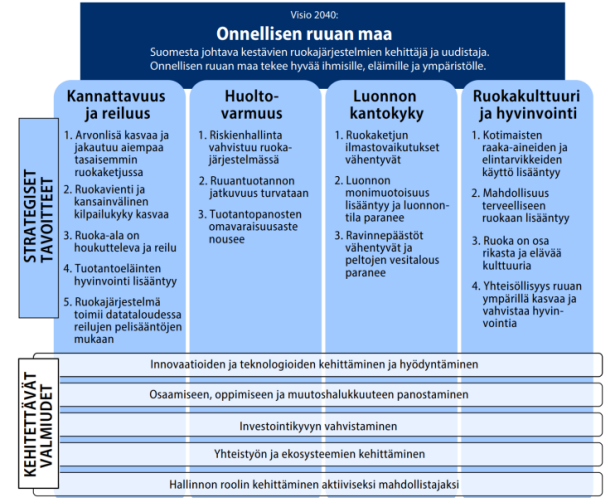 Visio 2040:
Onnellisen ruuan maa
Suomesta johtava kestävien ruokajärjestelmien kehittäjä ja uudistaja.
Onnellisen ruuan maa tekee hyvää ihmisille, eläimille ja ympäristölle.
STRATEGISET
TAVOITTEET
Kannattavuus
ja reiluus
1. Arvonlisä kasvaa ja
jakautuu aiempaa
tasaisemmin
ruokaketjussa
2. Ruokavienti ja
kansainvälinen
kilpailukyky kasvaa
3. Ruoka-ala on
houkutteleva ja reilu
4. Tuotantoeläinten
hyvinvointi lisääntyy
5. Ruokajärjestelmä
toimii datataloudessa
reilujen pelisääntöjen
mukaan
Huolto-
varmuus
1. Riskienhallinta
vahvistuu ruoka-
järjestelmässä
2. Ruuantuotannon
jatkuvuus turvataan
3. Tuotantopanosten
omavaraisuusaste
nousee
Luonnon
kantokyky
1. Ruokaketjun
ilmastovaikutukset
vähentyvät
2. Luonnon
monimuotoisuus
lisääntyy ja luonnon-
tila paranee
3. Ravinnepäästöt
vähentyvät ja
peltojen vesitalous
paranee
Ruokakulttuuri
ja hyvinvointi
1. Kotimaisten
raaka-aineiden ja
elintarvikkeiden
käyttö lisääntyy
2. Mahdollisuus
terveelliseen
ruokaan lisääntyy
3. Ruoka on osa
rikasta ja elävää
kulttuuria
4. Yhteisöllisyys ruuan
ympärillä kasvaa ja
vahvistaa hyvin-
vointia
KEHITETTÄVÄT
VALMIUDET
Innovaatioiden ja teknologioiden kehittäminen ja hyödyntäminen
Osaamiseen, oppimiseen ja muutoshalukkuuteen panostaminen
Investointikyvyn vahvistaminen
Yhteistyön ja ekosysteemien kehittäminen
Hallinnon roolin kehittäminen aktiiviseksi mahdollistajaksi